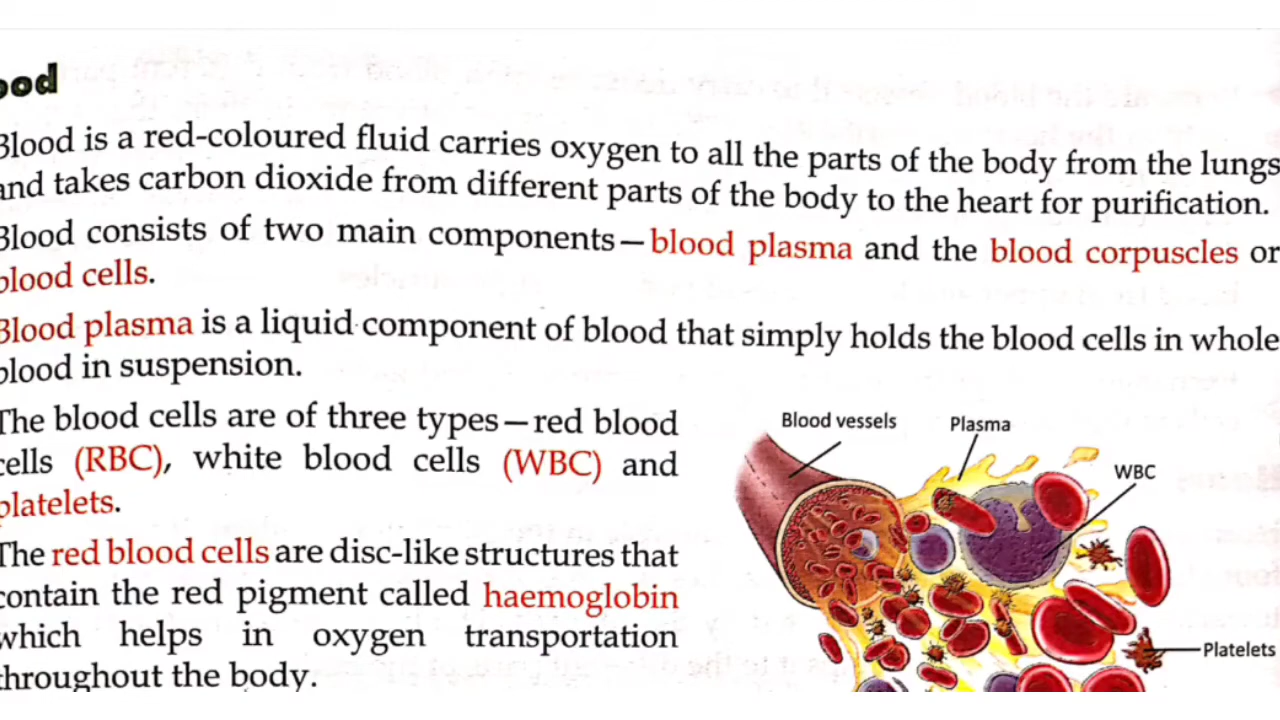 ood
Blood is a red-coloured fluid carries oxygen to all the parts of the body from the lungs
and takes carbon dioxide from different parts of the body to the heart for purification.
Blood consists of two main components—blood plasma and the blood corpuscles or
blood cells.
Blood plasma is a liquid component of blood that simply holds the blood cells in whole
blood in suspension.
The blood cells are of three types—red blood
cells (RBC), white blood cells (WBC) and
platelets.
The red blood cells are disc-like structures that
contain the red pigment called haemoglobin
which helps in oxygen transportation
throughout the body.
Blood vessels
Plasma
WBC
Platelets